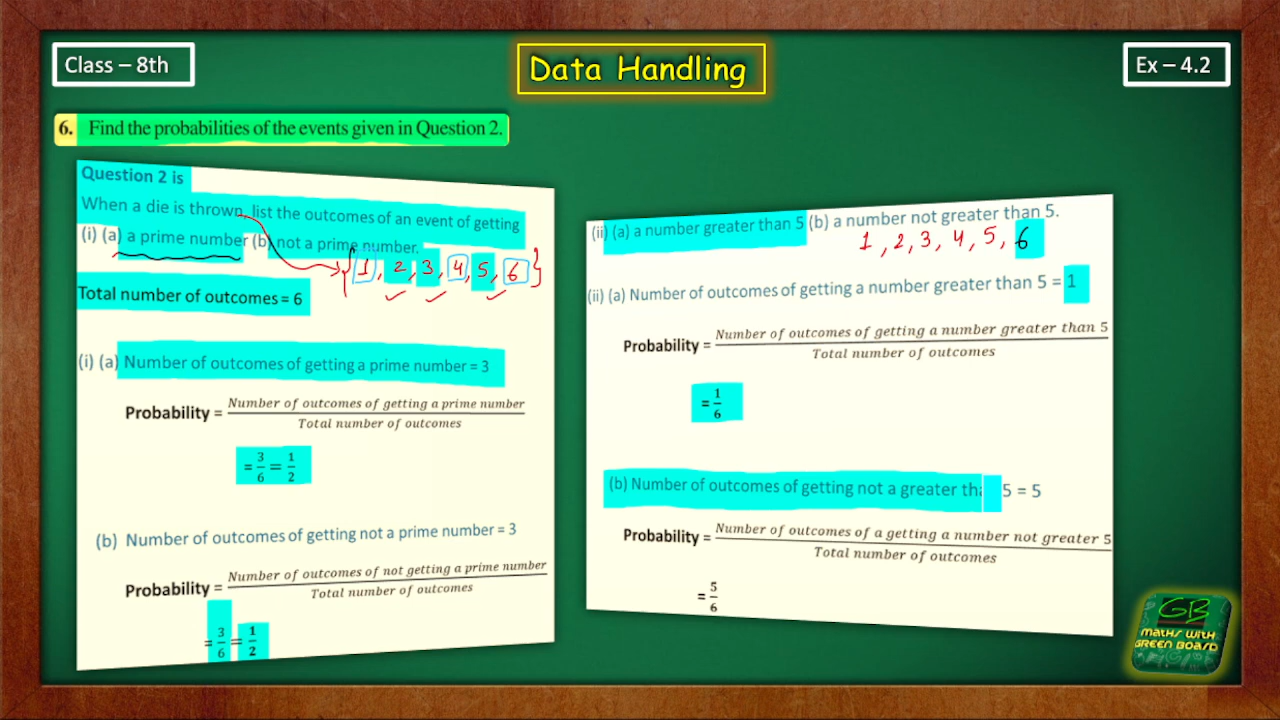 Class – 8th
Data Handling
Ex – 4.2
6. Find the probabilities of the events given in Question 2.
Question 2 is
When a die is thrown, list the outcomes of an event of getting
(i) (a) a prime number (b) not a prime number.
{1, 2, 3, 4, 5, 6}
Total number of outcomes = 6
(i) (a) Number of outcomes of getting a prime number = 3
Probability = Number of outcomes of getting a prime number / Total number of outcomes
= 3/6 = 1/2
(b) Number of outcomes of getting not a prime number = 3
Probability = Number of outcomes of not getting a prime number / Total number of outcomes
= 3/6 = 1/2
(ii) (a) a number greater than 5 (b) a number not greater than 5.
1, 2, 3, 4, 5, 6
(ii) (a) Number of outcomes of getting a number greater than 5 = 1
Probability = Number of outcomes of getting a number greater than 5 / Total number of outcomes
= 1/6
(b) Number of outcomes of getting not a greater tha 5 = 5
Probability = Number of outcomes of a getting a number not greater 5 / Total number of outcomes
= 5/6
GB
MATHS WITH
GREEN BOARD